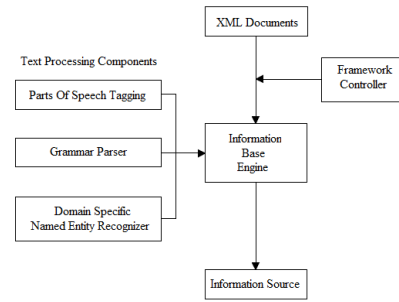 XML Documents
Text Processing Components
Framework
Controller
Parts Of Speech Tagging
Grammar Parser
Information
Base
Engine
Domain Specific
Named Entity Recognizer
Information Source